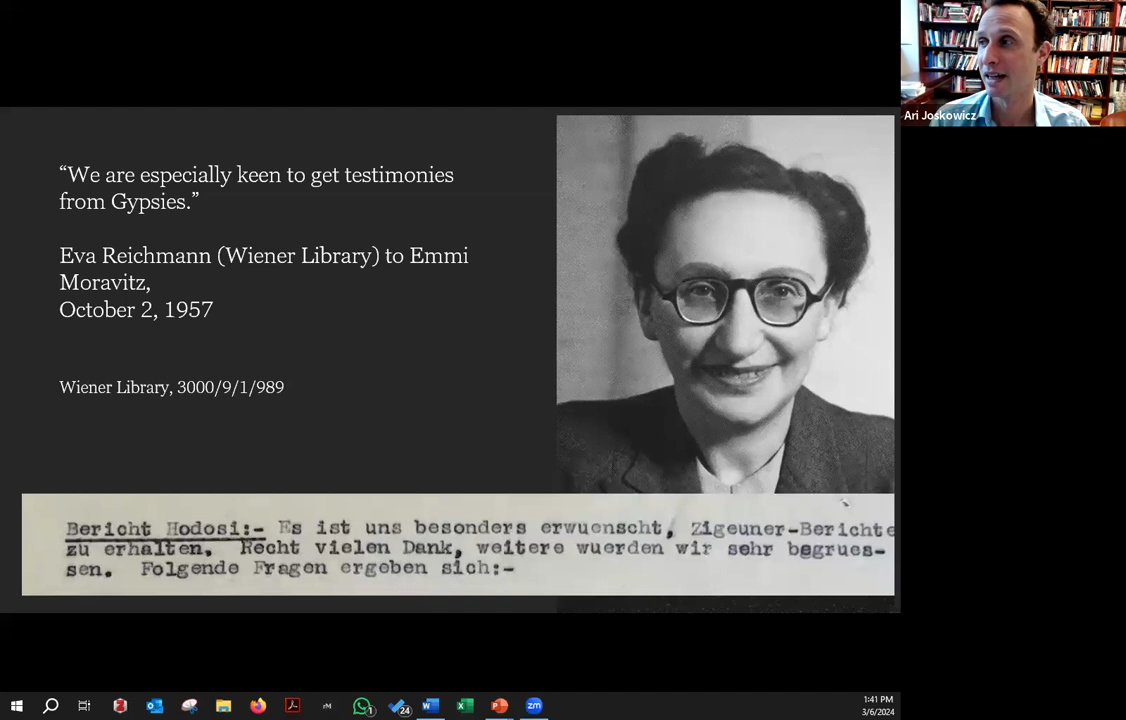 Ari Joskowicz
“We are especially keen to get testimonies
from Gypsies.”
Eva Reichmann (Wiener Library) to Emmi
Moravitz,
October 2, 1957
Wiener Library, 3000/9/1/989
Bericht Hodosi:- Es ist uns besonders erwuenscht, Zigeuner-Berichte
zu erhalten. Recht vielen Dank, weitere wuerden wir sehr begrues-
sen. Folgende Fragen ergeben sich:-
1:41 PM
3/6/2024